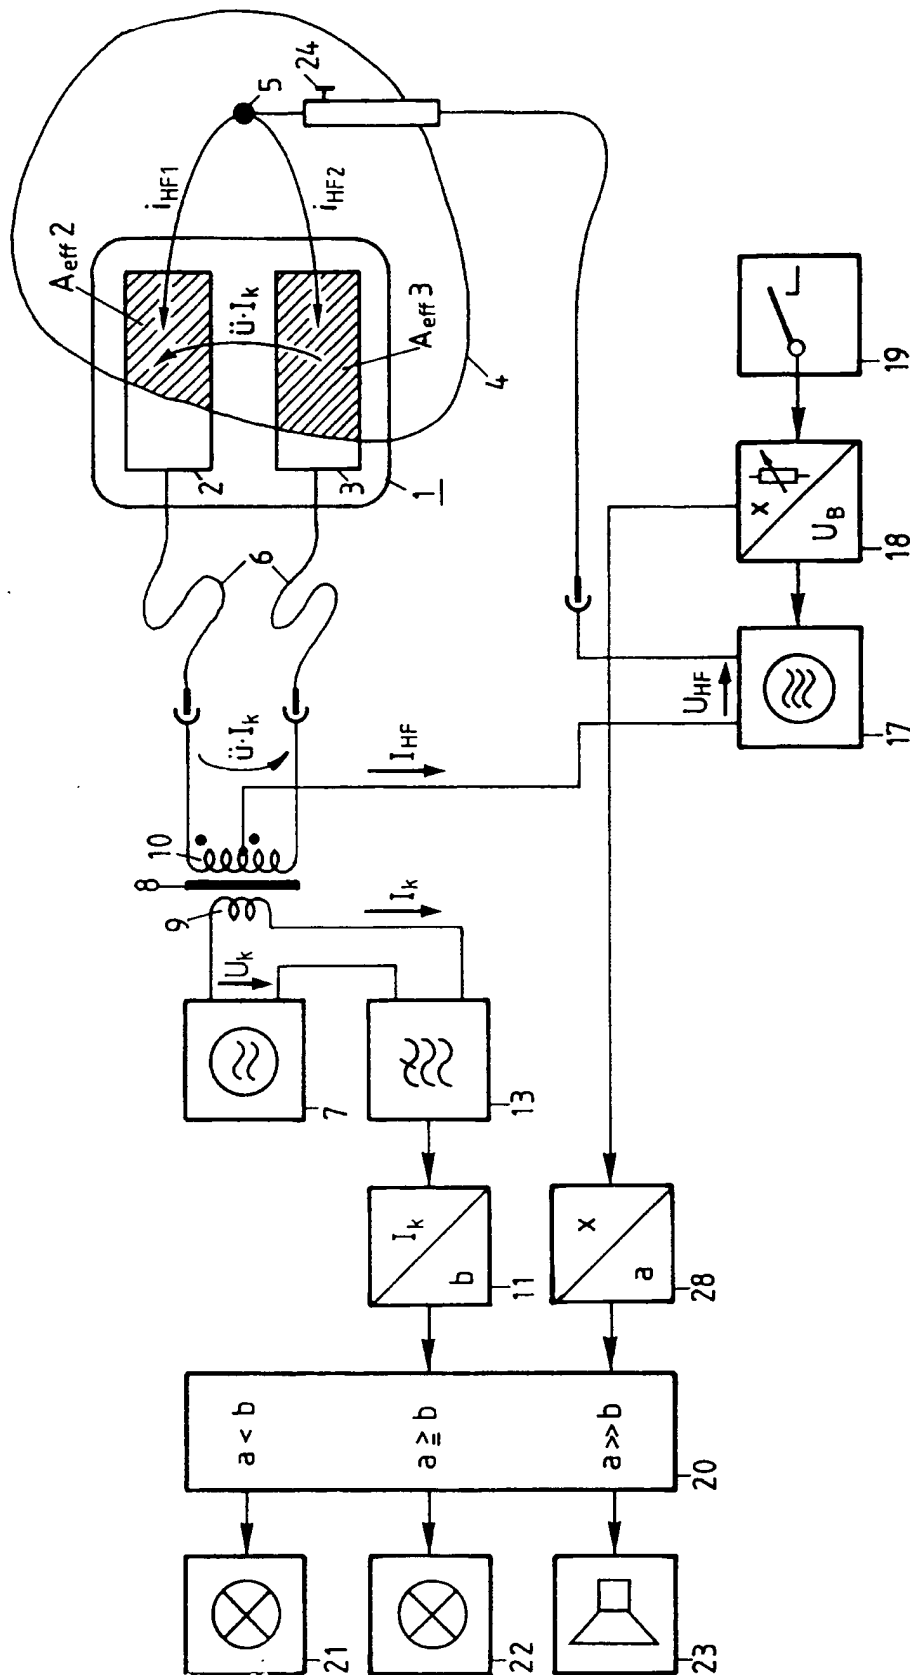 24
5
i_HF1
i_HF2
A_eff 2
ü·I_k
A_eff 3
4
2
3
1
6
19
x
U_B
18
U_HF
17
ü·I_k
I_HF
10
8
9
I_k
U_k
7
13
I_k
b
11
x
a
28
a < b
a ≧ b
a >> b
20
21
22
23